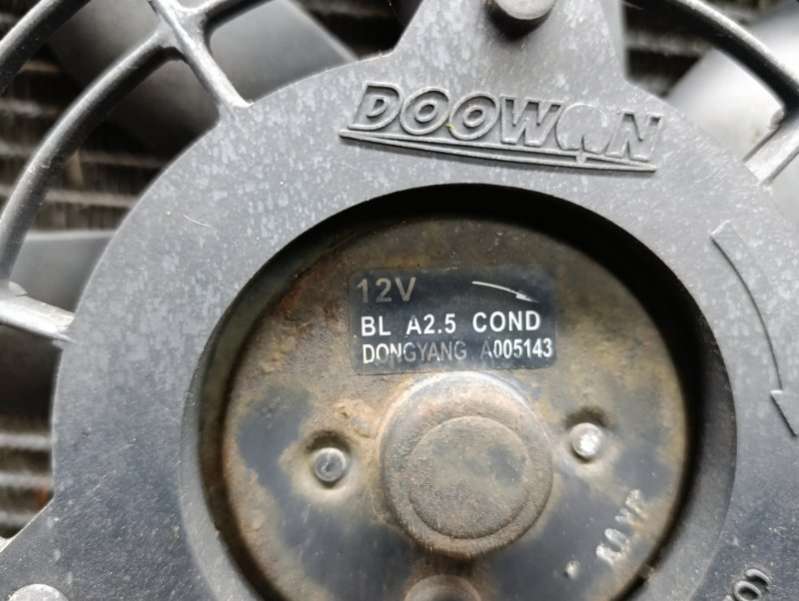 DOOWON
12V
BL A2.5 COND
DONGYANG A005143